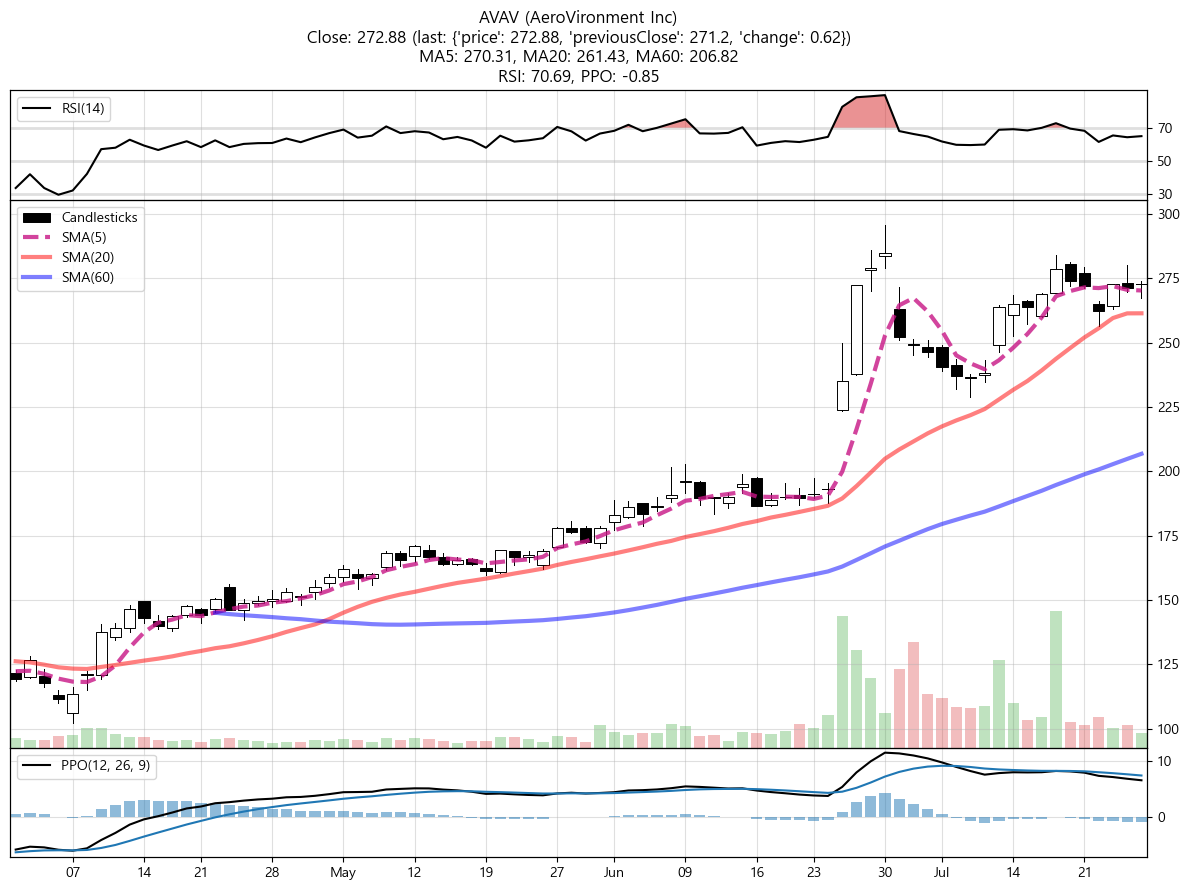 AVAV (AeroVironment Inc)
Close: 272.88 (last: {'price': 272.88, 'previousClose': 271.2, 'change': 0.62})
MA5: 270.31, MA20: 261.43, MA60: 206.82
RSI: 70.69, PPO: -0.85
RSI(14)
70
50
30
Candlesticks
SMA(5)
SMA(20)
SMA(60)
300
275
250
225
200
175
150
125
100
PPO(12, 26, 9)
10
0
07 14 21 28 May 12 19 27 Jun 09 16 23 30 Jul 14 21